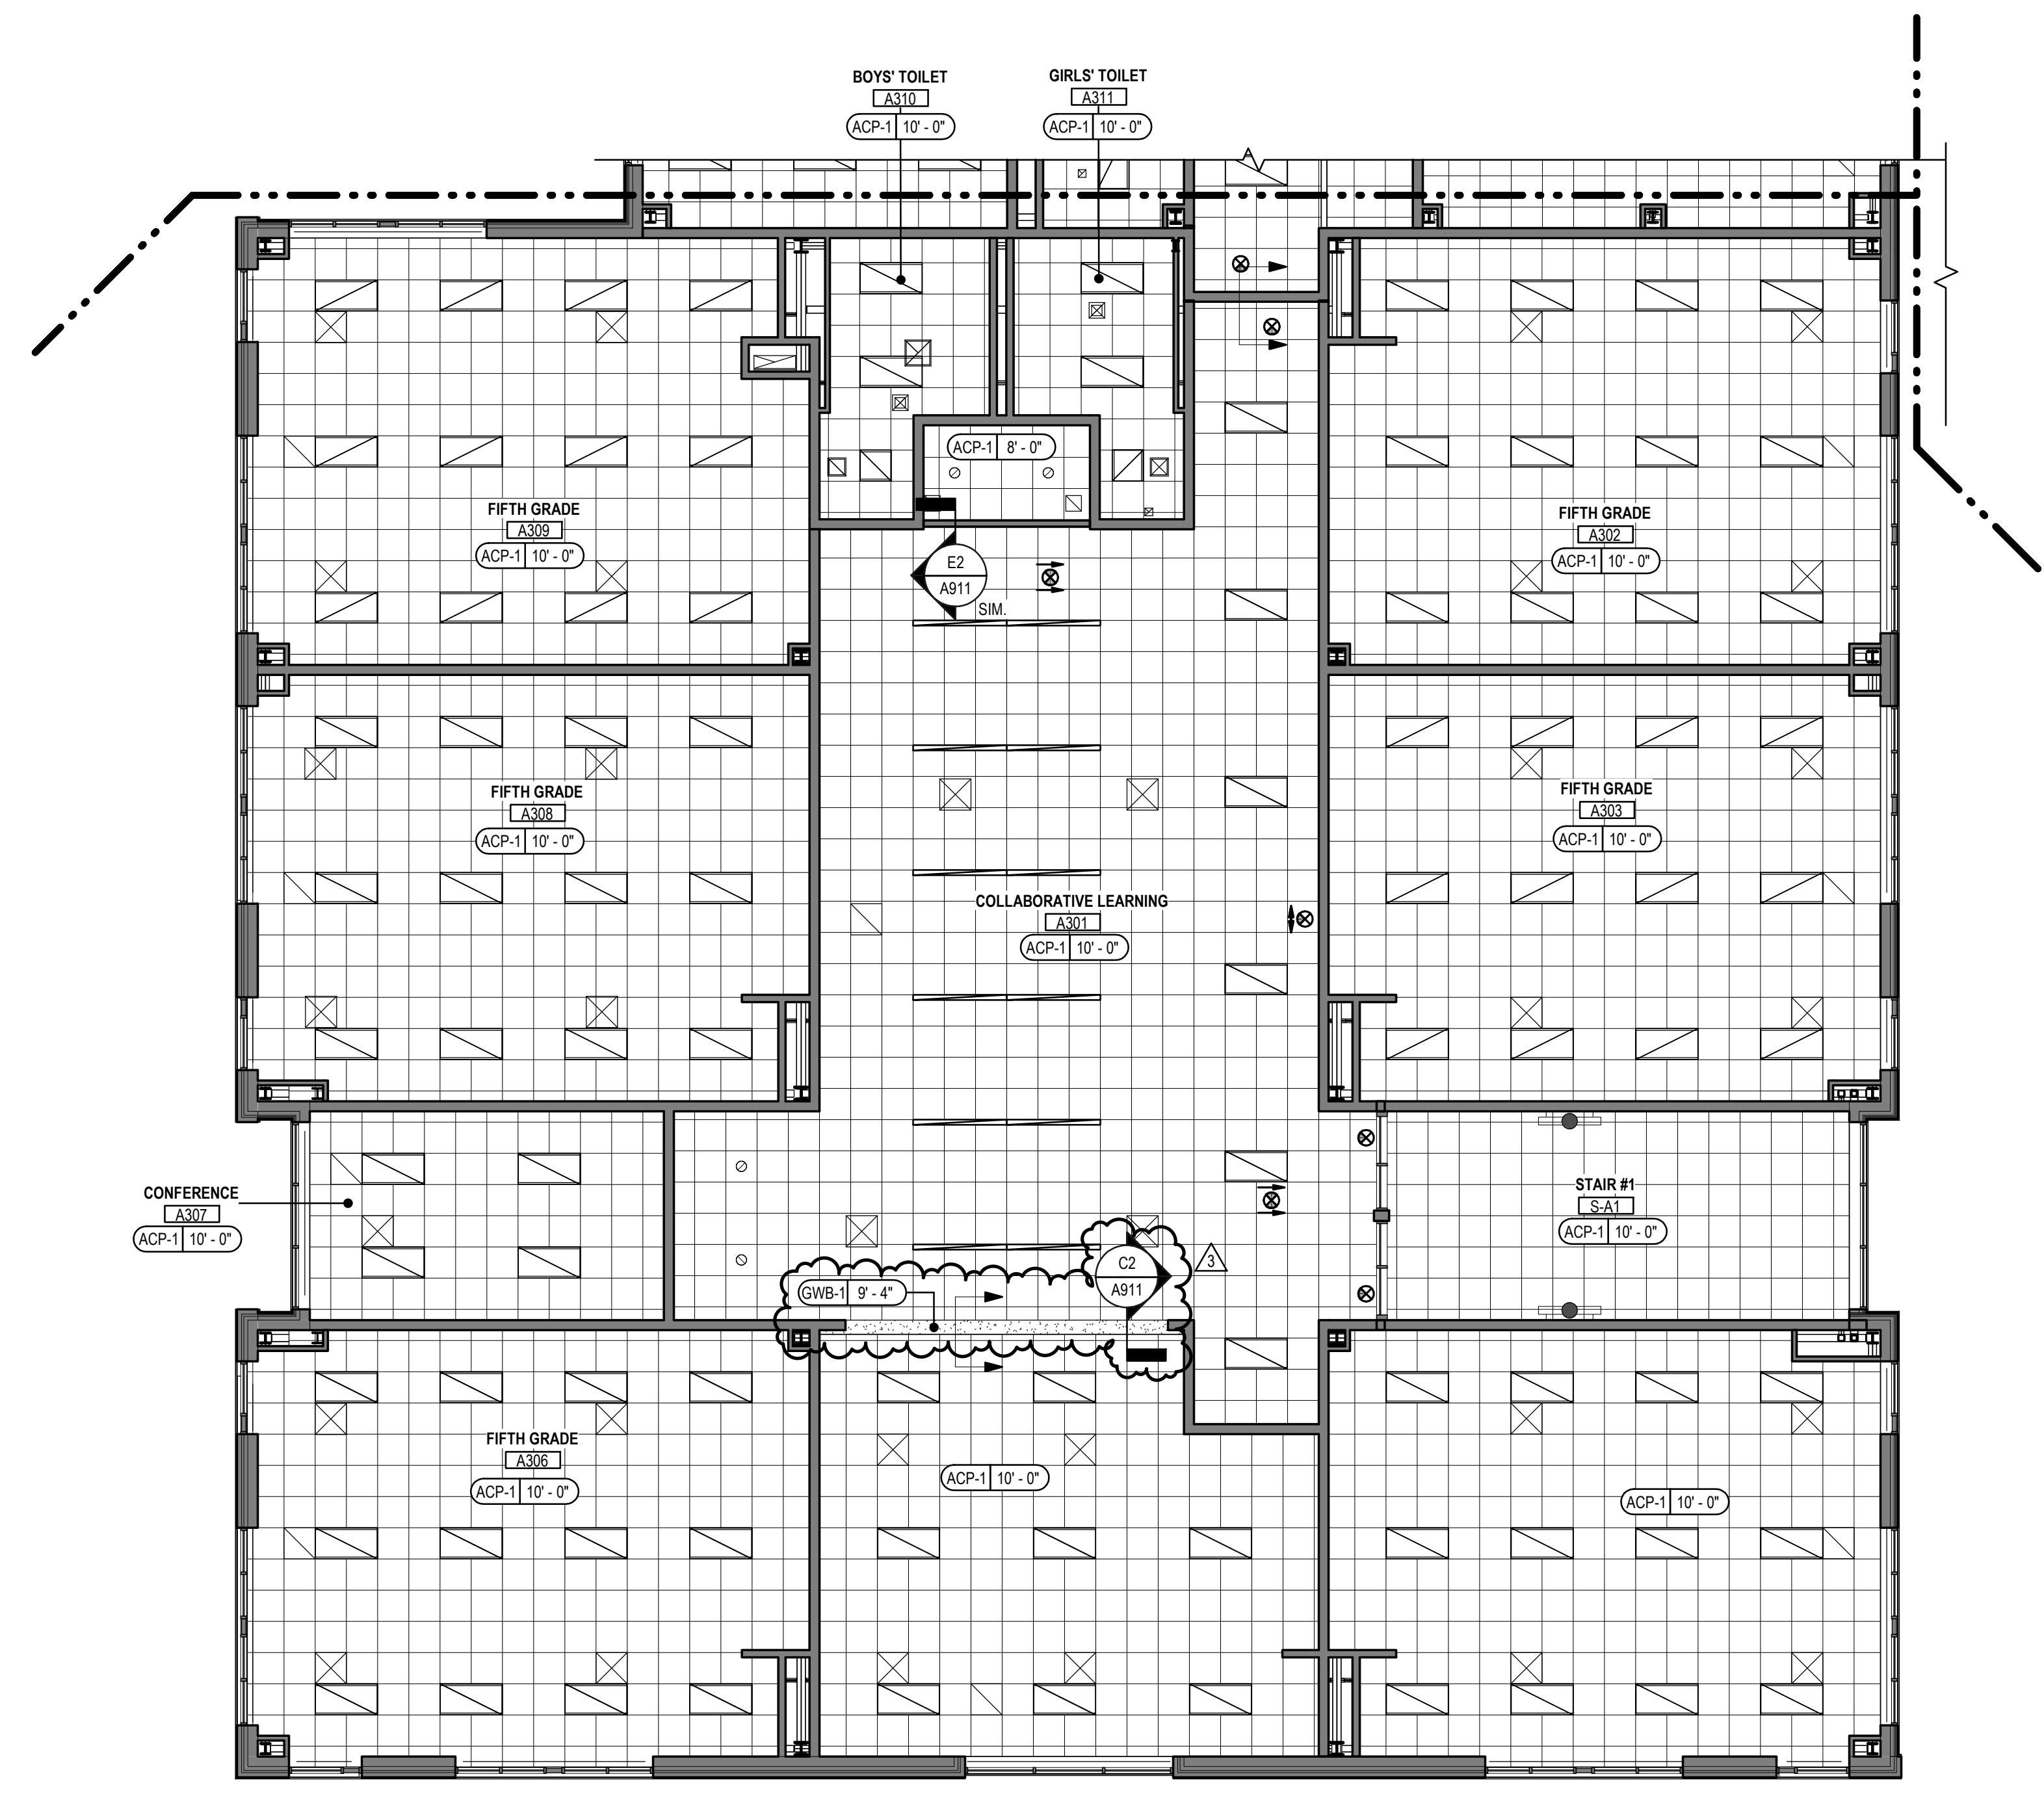 BOYS' TOILET
A310
ACP-1 10' - 0"
GIRLS' TOILET
A311
ACP-1 10' - 0"
ACP-1 8' - 0"
FIFTH GRADE
A309
ACP-1 10' - 0"
FIFTH GRADE
A302
ACP-1 10' - 0"
E2
A911
SIM.
FIFTH GRADE
A308
ACP-1 10' - 0"
FIFTH GRADE
A303
ACP-1 10' - 0"
COLLABORATIVE LEARNING
A301
ACP-1 10' - 0"
CONFERENCE
A307
ACP-1 10' - 0"
STAIR #1
S-A1
ACP-1 10' - 0"
C2
A911
3
GWB-1 9' - 4"
FIFTH GRADE
A306
ACP-1 10' - 0"
ACP-1 10' - 0"
ACP-1 10' - 0"